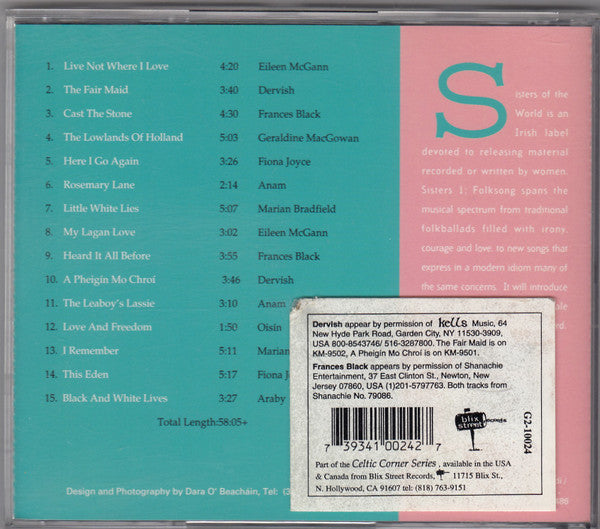 1. Live Not Where I Love 4:20 Eileen McGann
2. The Fair Maid 3:40 Dervish
3. Cast The Stone 4:30 Frances Black
4. The Lowlands Of Holland 5:03 Geraldine MacGowan
5. Here I Go Again 3:26 Fiona Joyce
6. Rosemary Lane 2:14 Anam
7. Little White Lies 5:07 Marian Bradfield
8. My Lagan Love 3:02 Eileen McGann
9. Heard It All Before 3:55 Frances Black
10. A Pheigín Mo Chroí 3:46 Dervish
11. The Leaboy's Lassie 3:10 Anam
12. Love And Freedom 1:50 Oisín
13. I Remember 5:11 Marian
14. This Eden 5:17 Fiona Jo
15. Black And White Lives 3:27 Araby
Total Length:58:05+
Design and Photography by Dara O' Beacháin, Tel: (3
Sisters of the
World is an
Irish label
devoted to releasing material
recorded or written by women.
Sisters 1; Folksong spans the
musical spectrum from traditional
folkballads filled with irony,
courage and love, to new songs that
express in a modern idiom many of
the same concerns. It will introduce
Dervish appear by permission of kells Music, 64
New Hyde Park Road, Garden City, NY 11530-3909,
USA 800-8543746/ 516-3287800. The Fair Maid is on
KM-9502, A Pheigin Mo Chroi is on KM-9501.
Frances Black appears by permission of Shanachie
Entertainment, 37 East Clinton St., Newton, New
Jersey 07860, USA (1)201-5797763. Both tracks from
Shanachie No. 79086.
7 39341 00242 7
blix street records
G2-10024
Part of the Celtic Corner Series, available in the USA
& Canada from Blix Street Records, 11715 Blix St.,
N. Hollywood, CA 91607 tel: (818) 763-9151